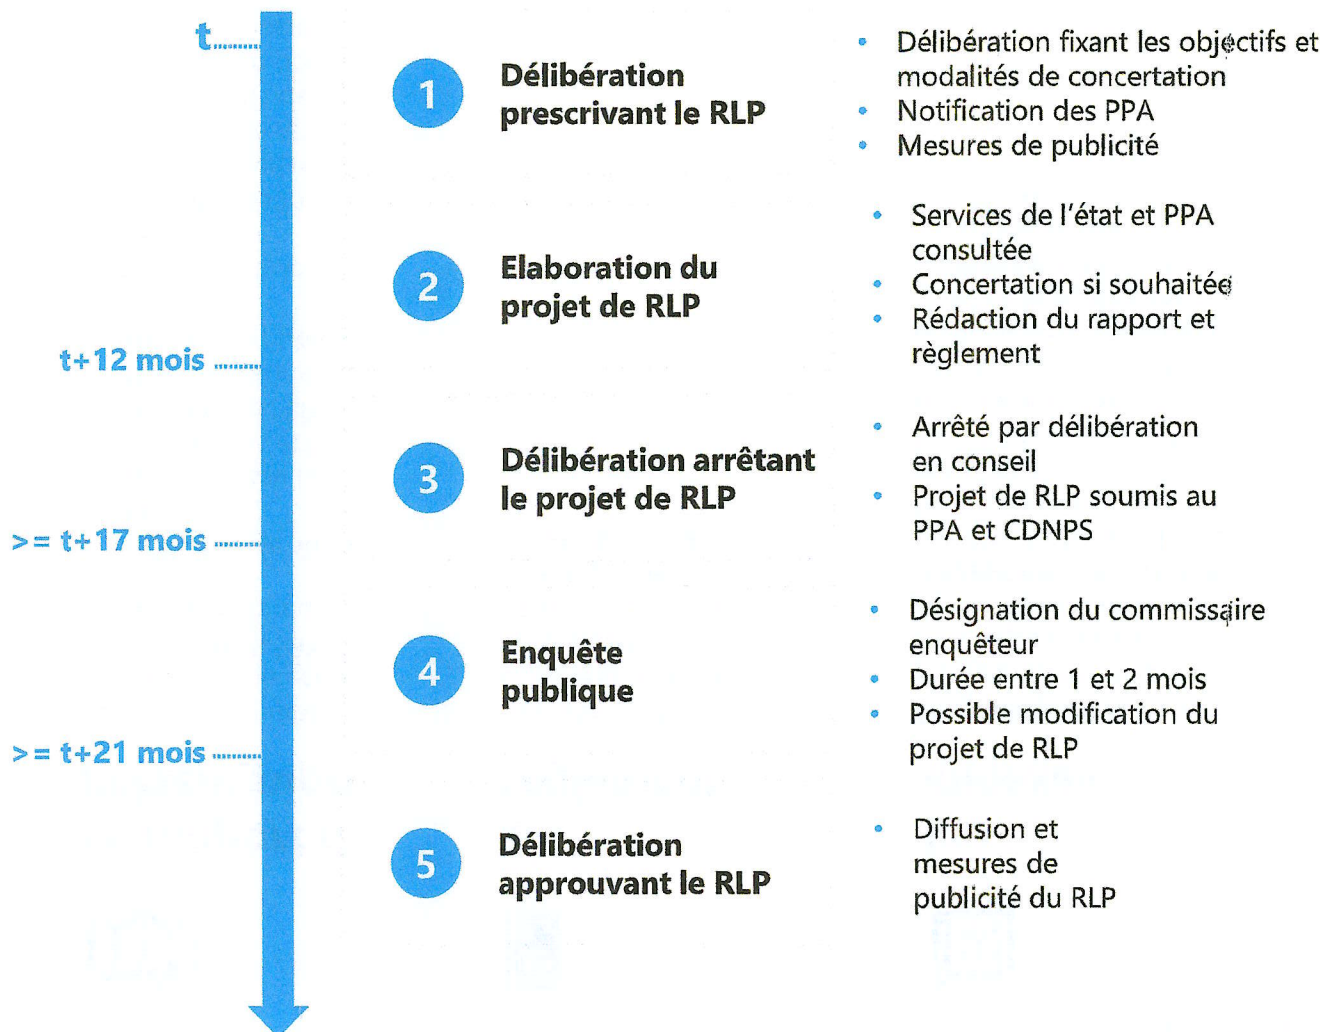 t
1
Délibération
prescrivant le RLP
• Délibération fixant les objectifs et
modalités de concertation
• Notification des PPA
• Mesures de publicité
2
Elaboration du
projet de RLP
• Services de l'état et PPA
consultée
• Concertation si souhaitée
• Rédaction du rapport et
règlement
t+12 mois
3
Délibération arrêtant
le projet de RLP
• Arrêté par délibération
en conseil
• Projet de RLP soumis au
PPA et CDNPS
>= t+17 mois
4
Enquête
publique
• Désignation du commissaire
enquêteur
• Durée entre 1 et 2 mois
• Possible modification du
projet de RLP
>= t+21 mois
5
Délibération
approuvant le RLP
• Diffusion et
mesures de
publicité du RLP